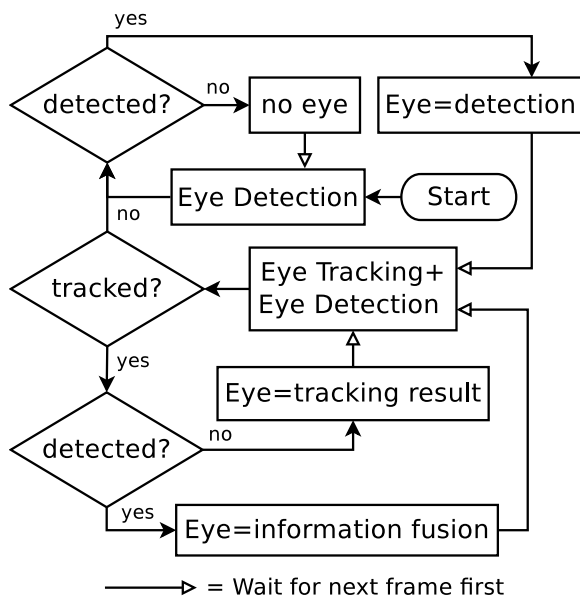 yes
detected?
no
no eye
Eye=detection
Eye Detection
Start
no
tracked?
Eye Tracking+
Eye Detection
yes
Eye=tracking result
detected?
no
yes
Eye=information fusion
= Wait for next frame first